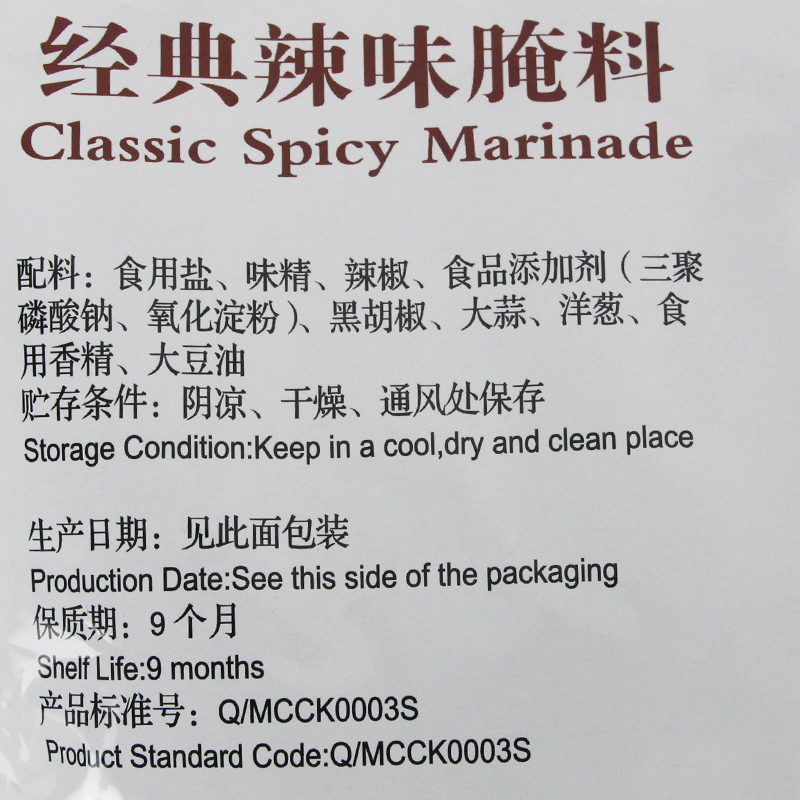 经典辣味腌料
Classic Spicy Marinade
配料：食用盐、味精、辣椒、食品添加剂（三聚
磷酸钠、氧化淀粉）、黑胡椒、大蒜、洋葱、食
用香精、大豆油
贮存条件：阴凉、干燥、通风处保存
Storage Condition:Keep in a cool,dry and clean place
生产日期：见此面包装
Production Date:See this side of the packaging
保质期：9个月
Shelf Life:9 months
产品标准号：Q/MCCK0003S
Product Standard Code:Q/MCCK0003S